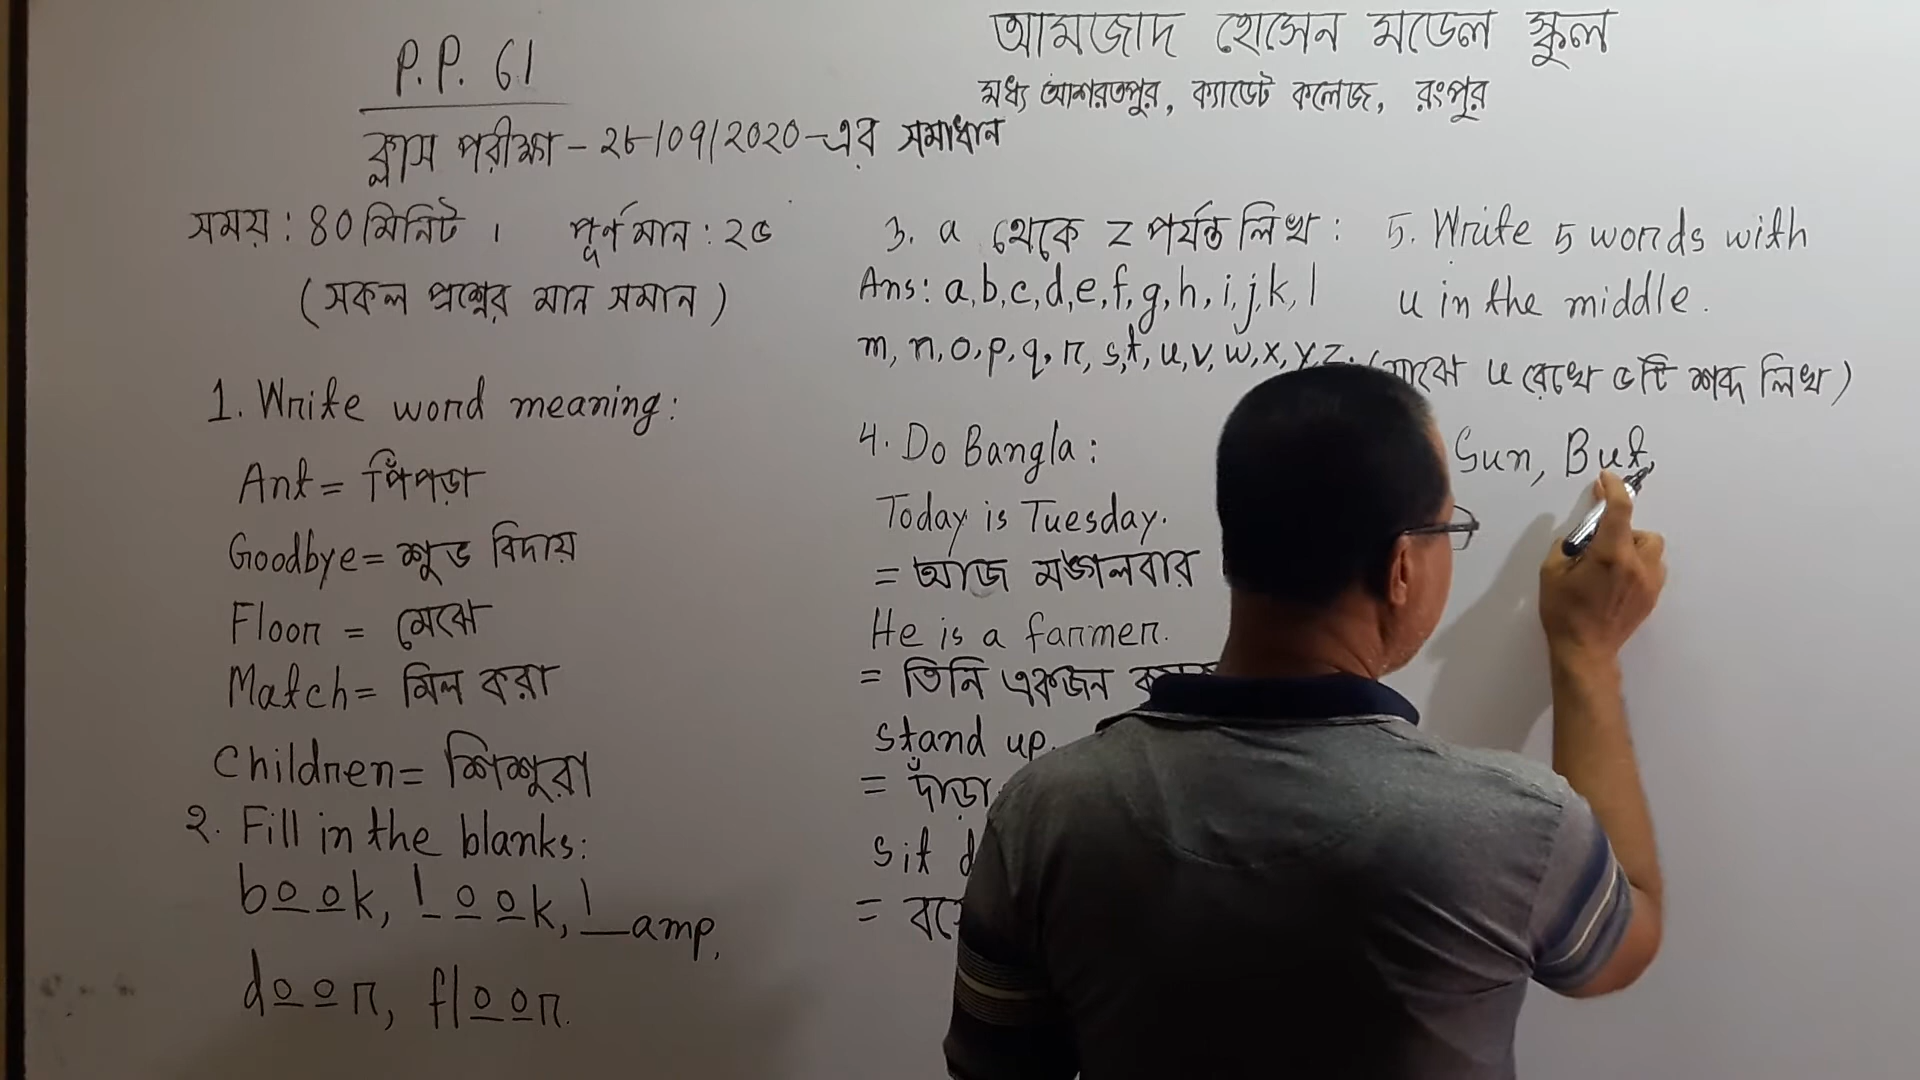 P.P. 61
ক্লাস পরীক্ষা – ২৮/০৭/২০২০ – এর সমাধান
আমজাদ হোসেন মডেল স্কুল
মধ্য আশরতপুর, ক্যাডেট কলেজ, রংপুর
সময় : ৪০ মিনিট । পূর্ণমান : ২৫
(সকল প্রশ্নের মান সমান)
1. Write word meaning:
Ant = পিঁপড়া
Goodbye = শুভ বিদায়
Floor = মেঝে
Match = মিল করা
Children = শিশুরা
২. Fill in the blanks:
book, look, lamp,
door, floor.
3. a থেকে z পর্যন্ত লিখ :
Ans: a,b,c,d,e,f,g,h,i,j,k,l
m,n,o,p,q,r,s,t,u,v,w,x,y,z.
4. Do Bangla:
Today is Tuesday.
= আজ মঙ্গলবার
He is a farmer.
= তিনি একজন
stand up.
= দাঁড়া
sit
=
5. Write 5 words with
u in the middle.
(মাঝে u রেখে ৫টি শব্দ লিখ)
Sun, But,